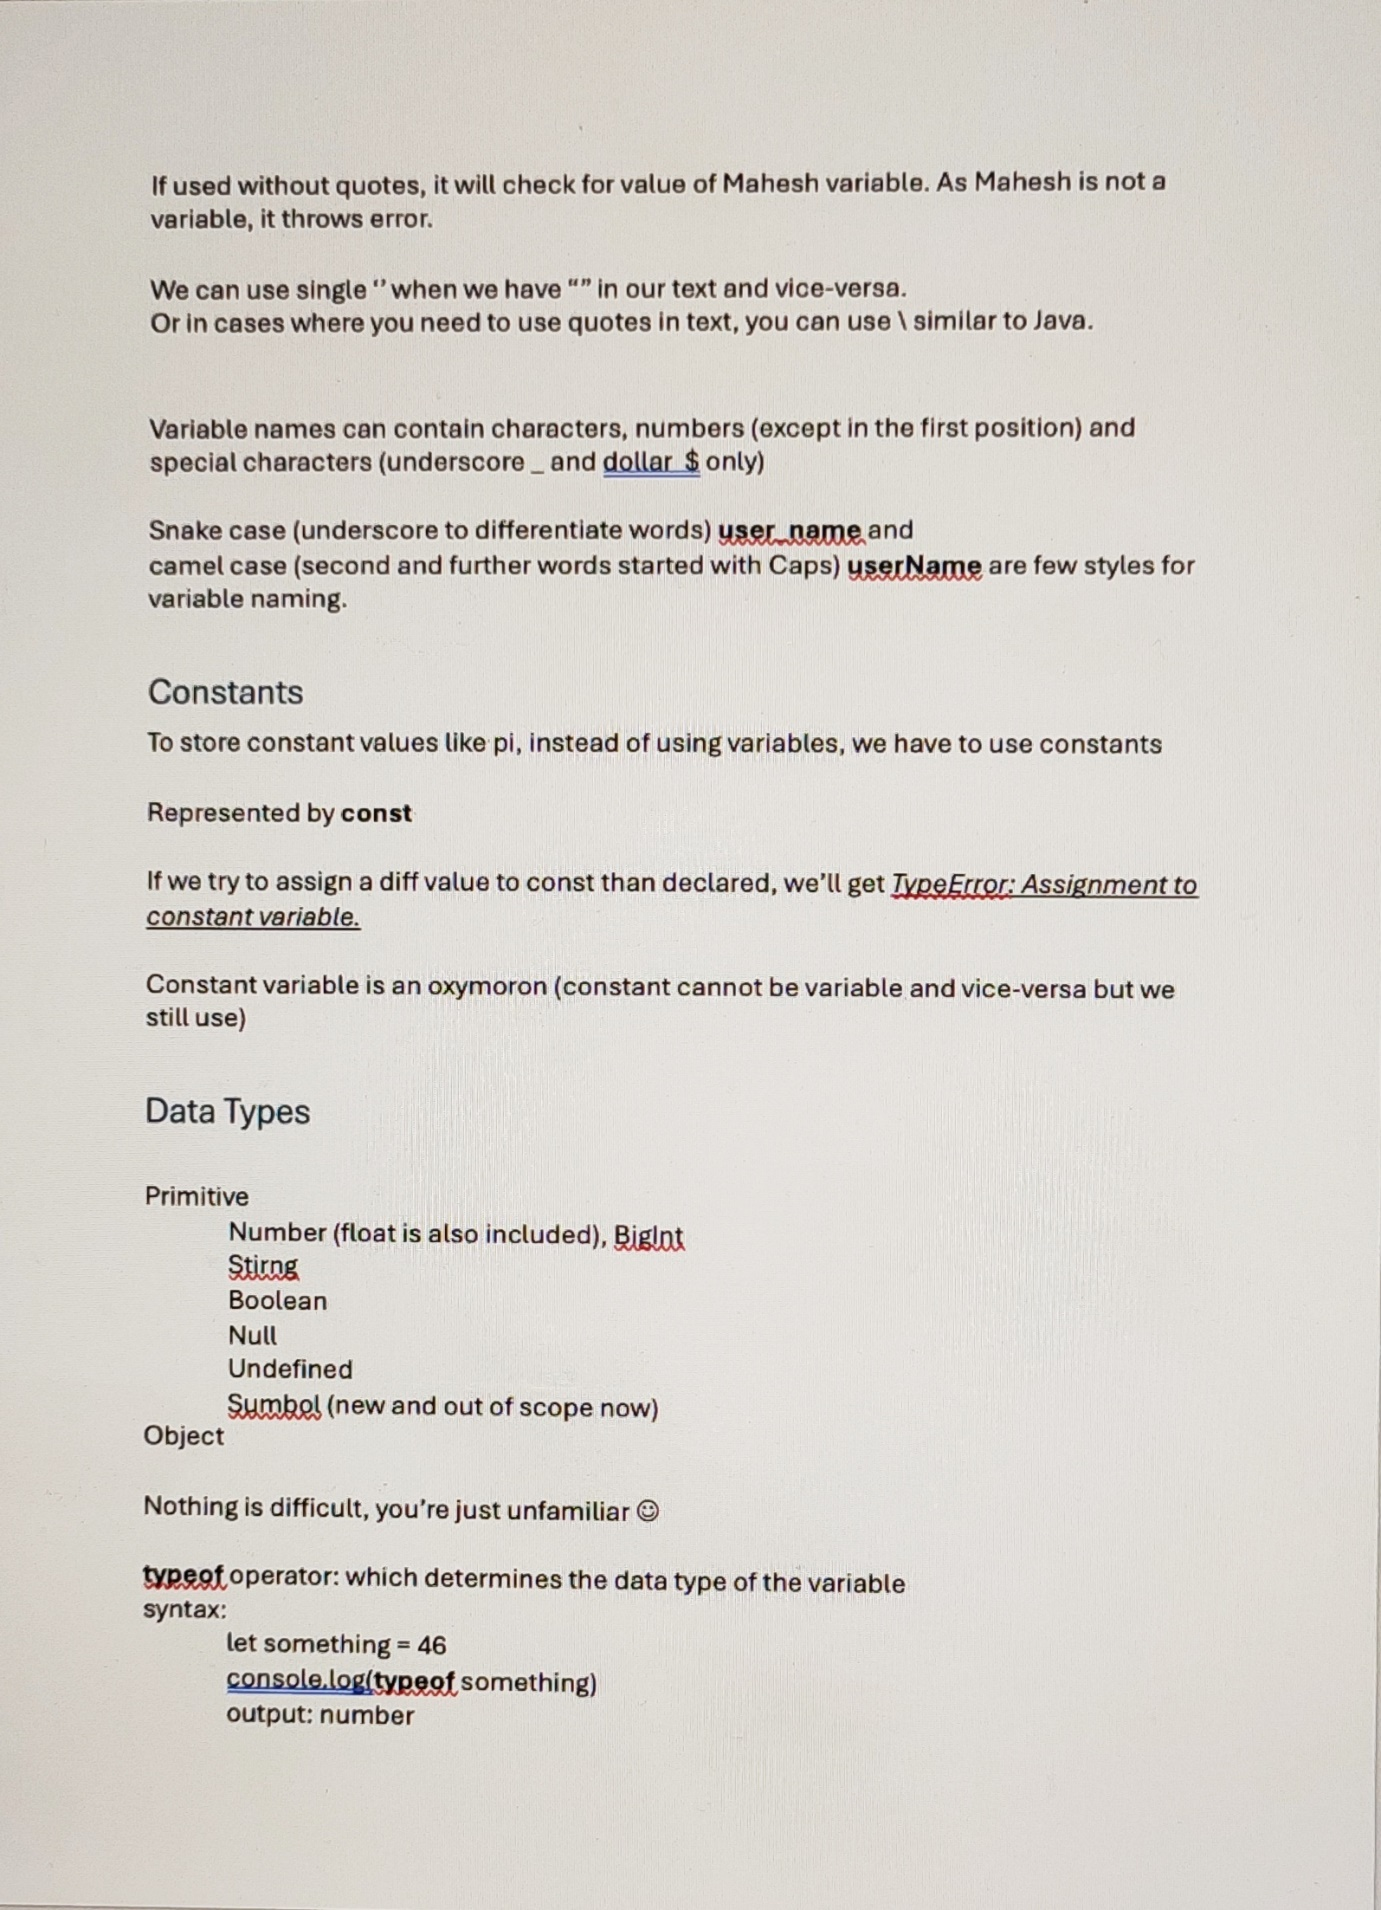 If used without quotes, it will check for value of Mahesh variable. As Mahesh is not a
variable, it throws error.
We can use single ‘’ when we have “” in our text and vice-versa.
Or in cases where you need to use quotes in text, you can use \ similar to Java.
Variable names can contain characters, numbers (except in the first position) and
special characters (underscore _ and dollar $ only)
Snake case (underscore to differentiate words) user_name and
camel case (second and further words started with Caps) userName are few styles for
variable naming.
Constants
To store constant values like pi, instead of using variables, we have to use constants
Represented by const
If we try to assign a diff value to const than declared, we’ll get TypeError: Assignment to
constant variable.
Constant variable is an oxymoron (constant cannot be variable and vice-versa but we
still use)
Data Types
Primitive
Number (float is also included), BigInt
Stirng
Boolean
Null
Undefined
Sumbol (new and out of scope now)
Object
Nothing is difficult, you’re just unfamiliar ☺
typeof operator: which determines the data type of the variable
syntax:
let something = 46
console.log(typeof something)
output: number